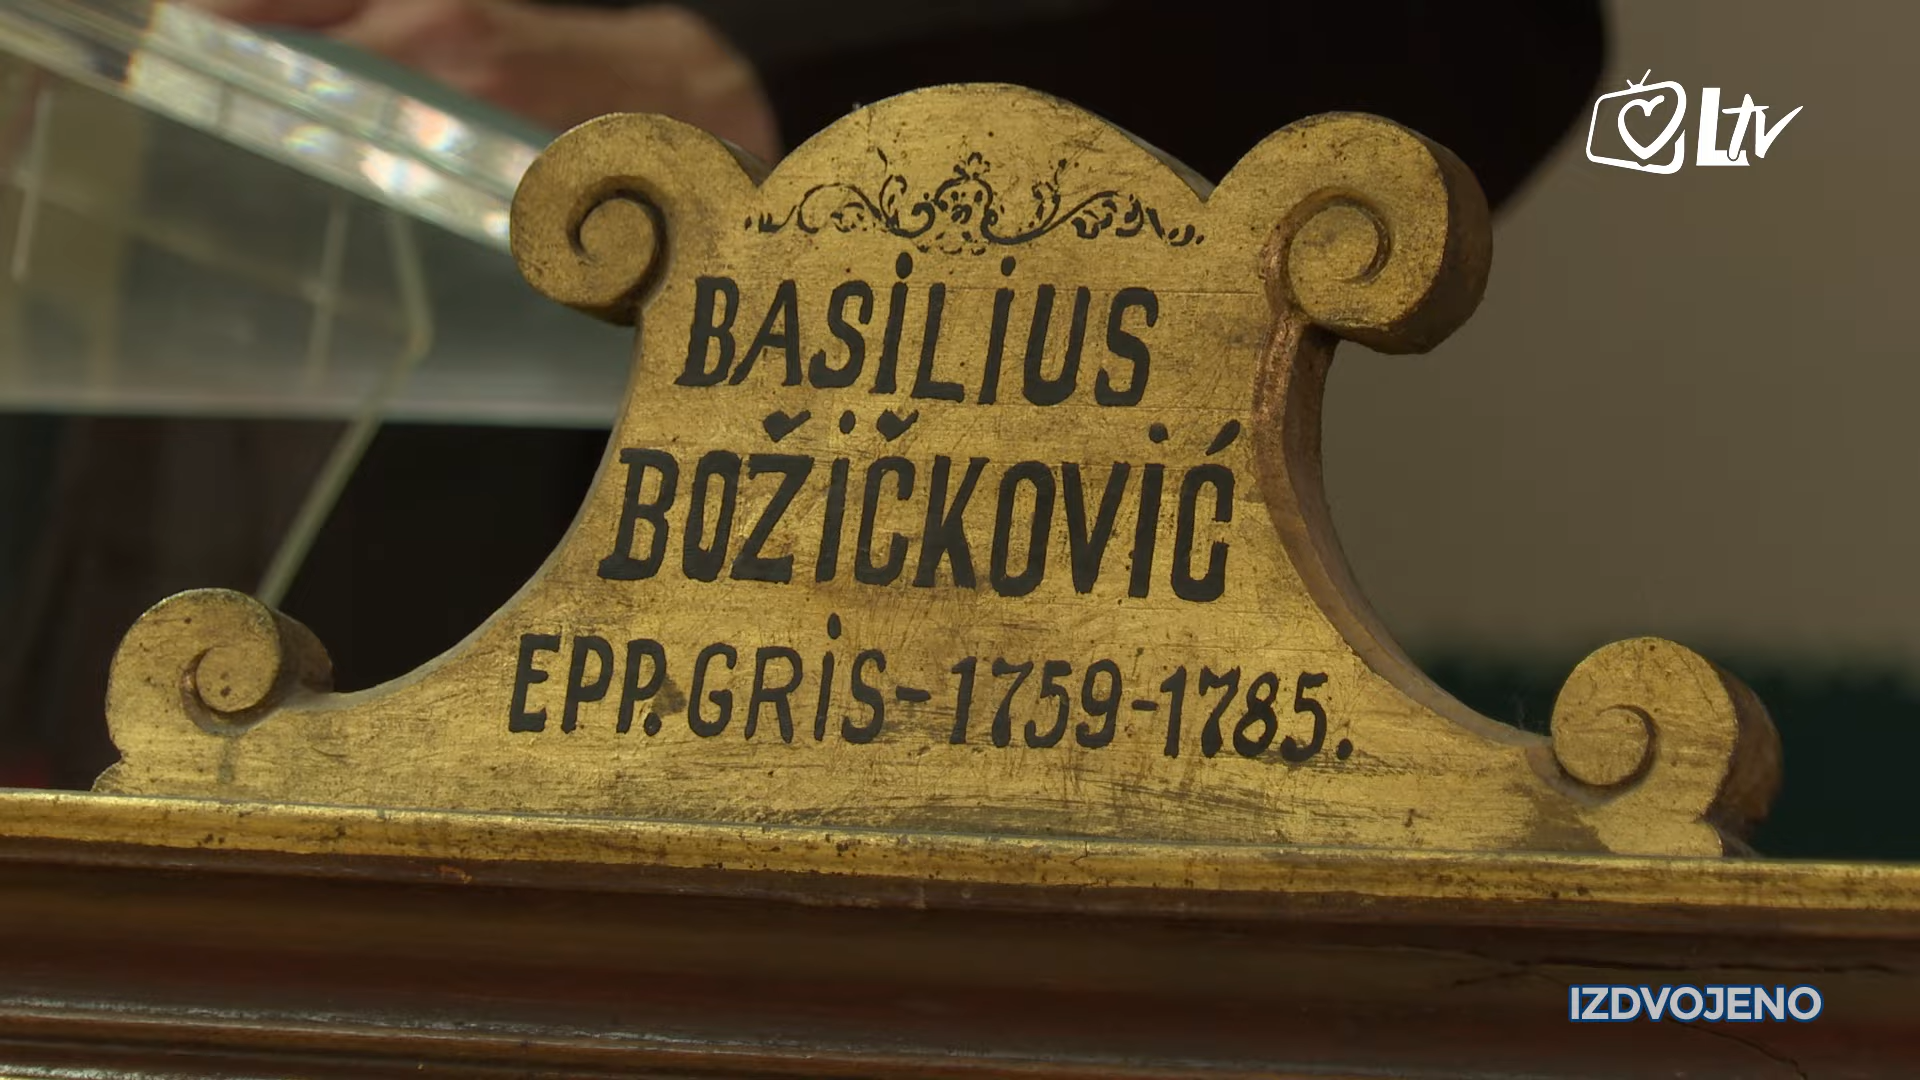 LTV
BASILIUS
BOŽIČKOVIĆ
EPP. GRIS-1759-1785.
IZDVOJENO